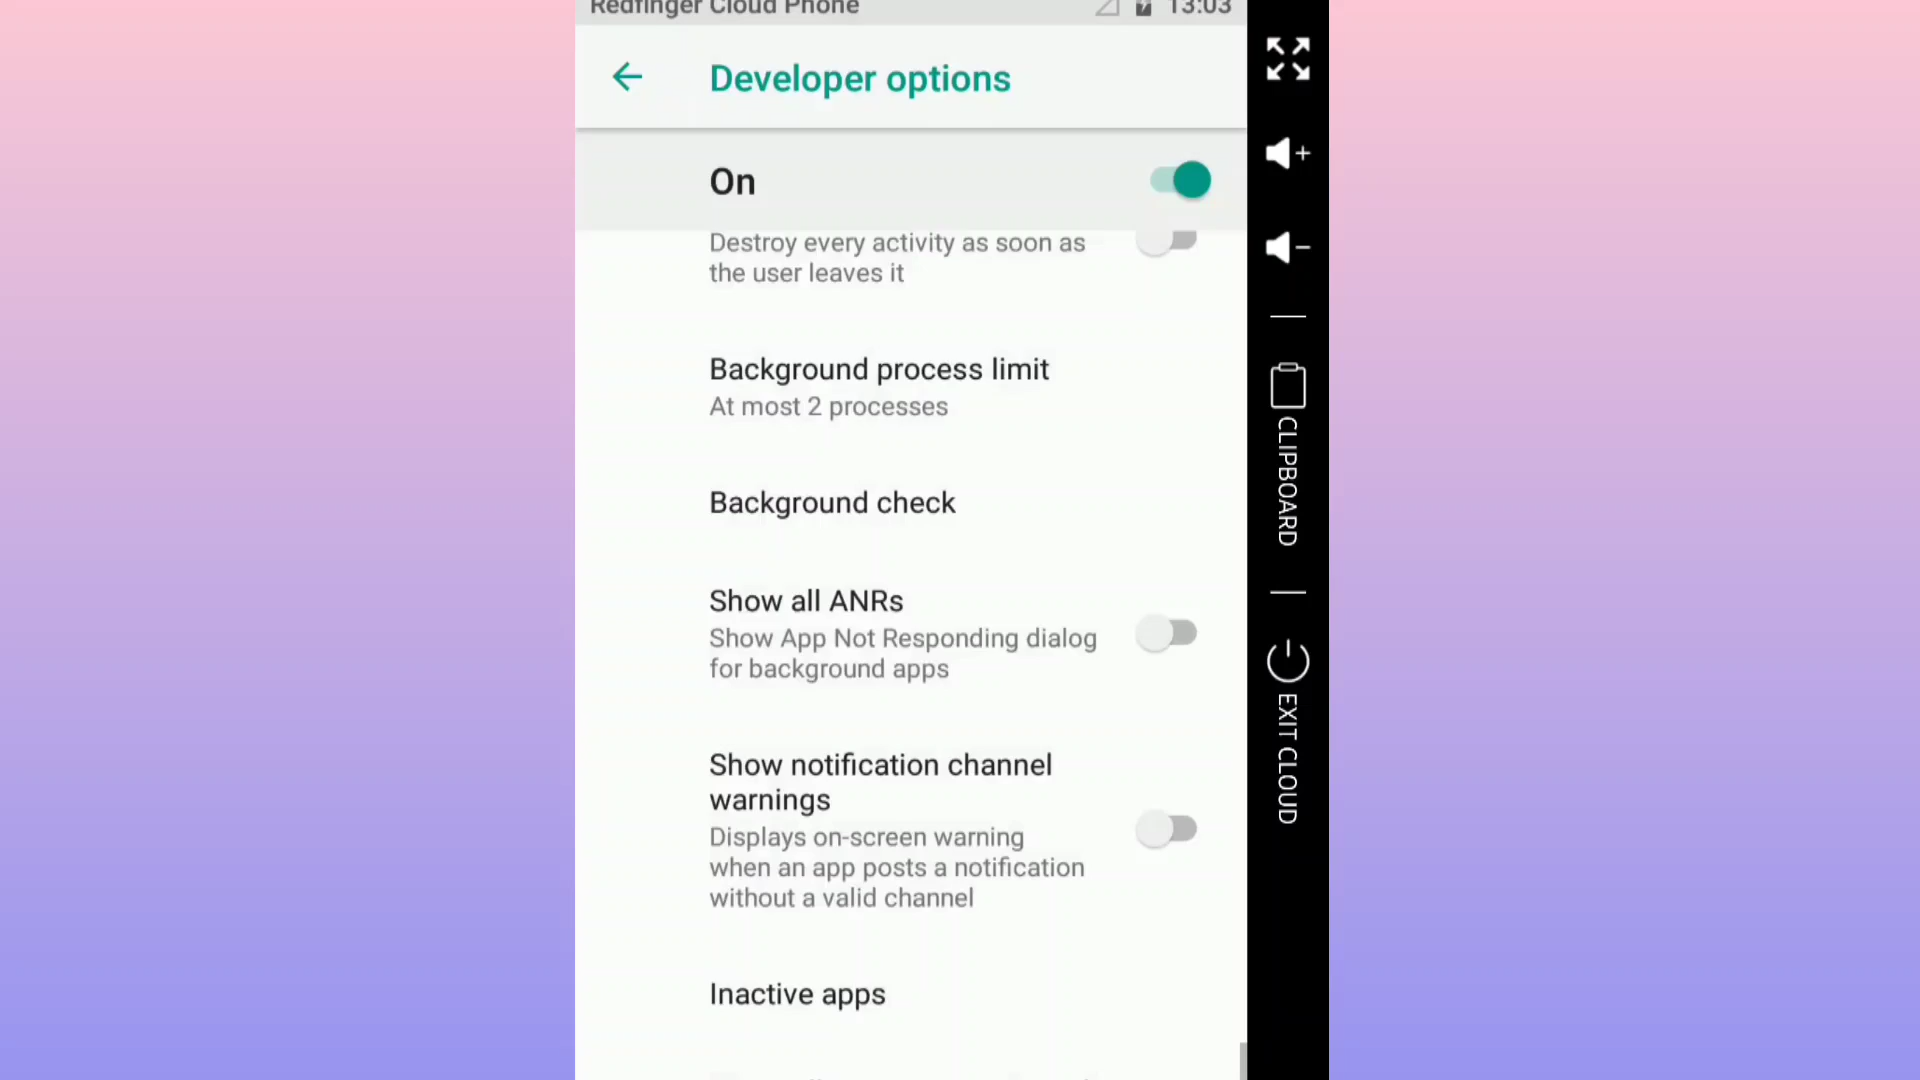 Redfinger Cloud Phone 13:03
Developer options
On
Destroy every activity as soon as
the user leaves it
Background process limit
At most 2 processes
Background check
Show all ANRs
Show App Not Responding dialog
for background apps
Show notification channel
warnings
Displays on-screen warning
when an app posts a notification
without a valid channel
Inactive apps
CLIPBOARD
EXIT CLOUD